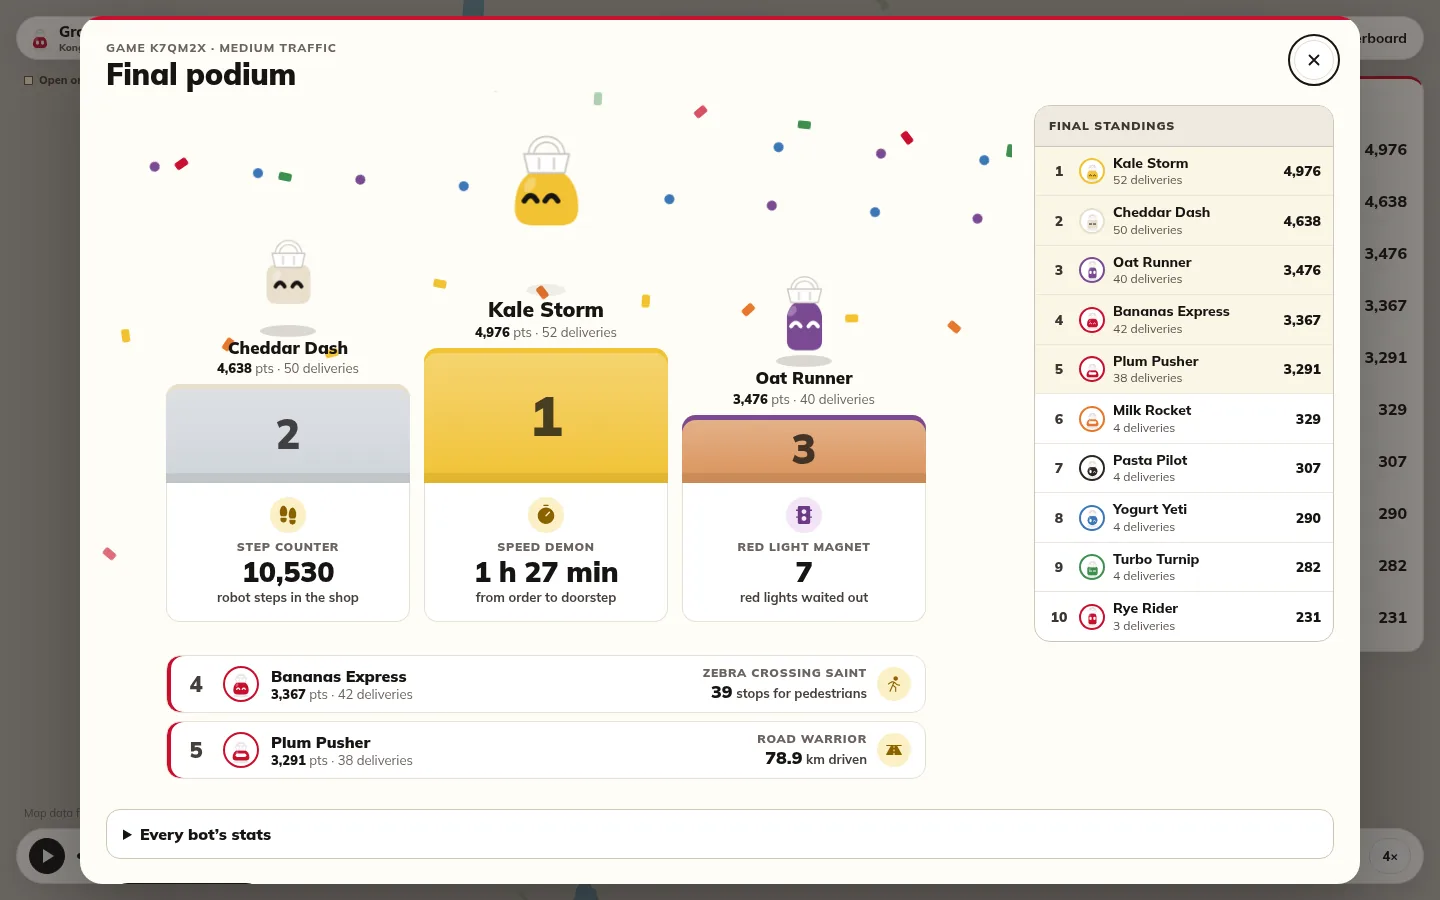 GAME K7QM2X · MEDIUM TRAFFIC
Final podium
Kale Storm
4,976 pts · 52 deliveries
Cheddar Dash
4,638 pts · 50 deliveries
Oat Runner
3,476 pts · 40 deliveries
2
1
3
STEP COUNTER
10,530
robot steps in the shop
SPEED DEMON
1 h 27 min
from order to doorstep
RED LIGHT MAGNET
7
red lights waited out
4
Bananas Express
3,367 pts · 42 deliveries
ZEBRA CROSSING SAINT
39 stops for pedestrians
5
Plum Pusher
3,291 pts · 38 deliveries
ROAD WARRIOR
78.9 km driven
FINAL STANDINGS
1 Kale Storm 4,976
52 deliveries
2 Cheddar Dash 4,638
50 deliveries
3 Oat Runner 3,476
40 deliveries
4 Bananas Express 3,367
42 deliveries
5 Plum Pusher 3,291
38 deliveries
6 Milk Rocket 329
4 deliveries
7 Pasta Pilot 307
4 deliveries
8 Yogurt Yeti 290
4 deliveries
9 Turbo Turnip 282
4 deliveries
10 Rye Rider 231
3 deliveries
Every bot’s stats
Open
Map data
4,976
4,638
3,476
3,367
3,291
329
307
290
282
231
4×